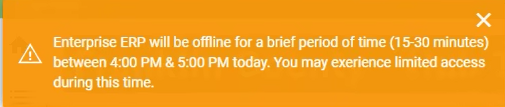 Enterprise ERP will be offline for a brief period of time (15-30 minutes)
between 4:00 PM & 5:00 PM today. You may exerience limited access
during this time.